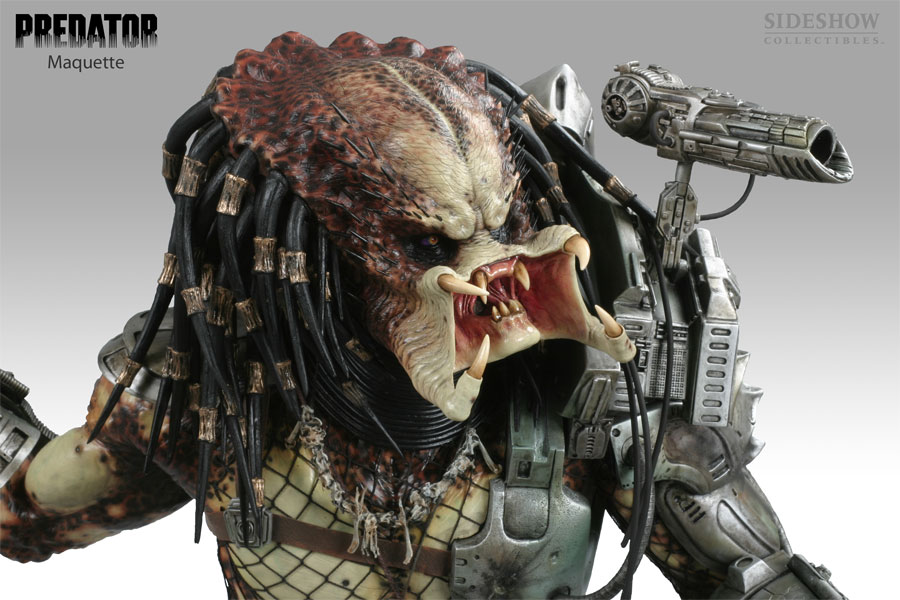 PREDATOR
Maquette
SIDESHOW
COLLECTIBLES.